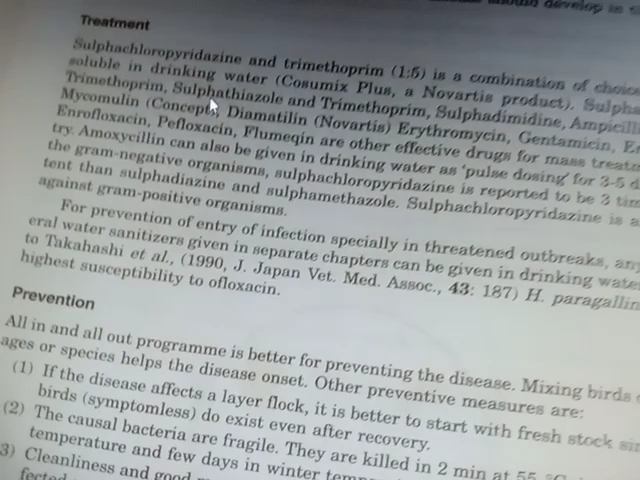 should develop in
Treatment
Sulphachloropyridazine and trimethoprim (1:5) is a combination of choice
soluble in drinking water (Cosumix Plus, a Novartis product).
Trimethoprim, Sulphathiazole and Trimethoprim, Sulphadimidine,
Mycomulin (Concept), Diamatilin (Novartis) Erythromycin, Gentamicin,
Enrofloxacin, Pefloxacin, Flumeqin are other effective drugs for mass
try. Amoxycillin can also be given in drinking water as 'pulse dosing' for 3-5
the gram-negative organisms, sulphachloropyridazine is reported to be 3
tent than sulphadiazine and sulphamethazole. Sulphachloropyridazine is
against gram-positive organisms.
For prevention of entry of infection specially in threatened outbreaks,
eral water sanitizers given in separate chapters can be given in drinking
to Takahashi et al., (1990, J. Japan Vet. Med. Assoc., 43: 187) H.
highest susceptibility to ofloxacin.
Prevention
All in and all out programme is better for preventing the disease. Mixing birds
ages or species helps the disease onset. Other preventive measures are:
(1) If the disease affects a layer flock, it is better to start with fresh stock
birds (symptomless) do exist even after recovery.
(2) The causal bacteria are fragile. They are killed in 2 min at 55 °C
temperature and few days in winter
3) Cleanliness and good